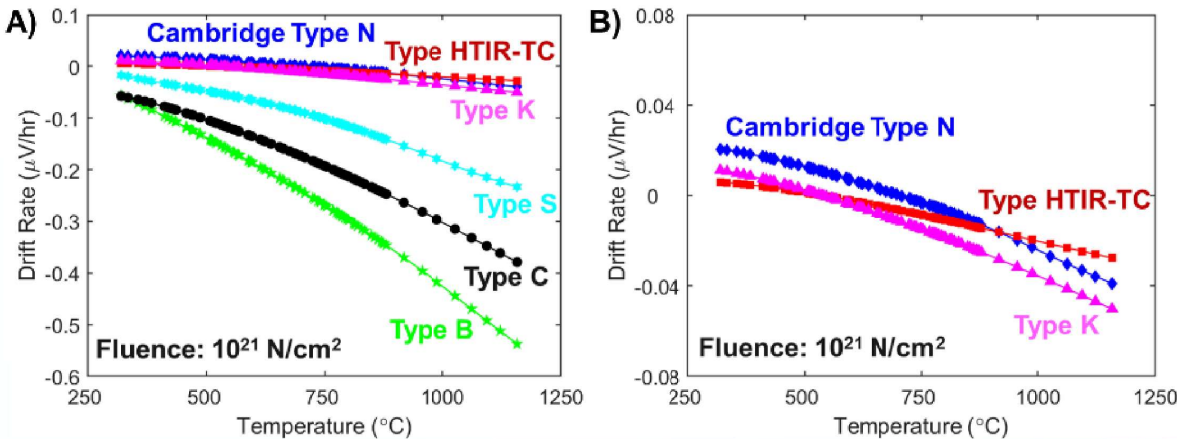 A)
0.1
0
-0.1
-0.2
-0.3
-0.4
-0.5
-0.6
Drift Rate (μV/hr)
Cambridge Type N
Type HTIR-TC
Type K
Type S
Type C
Type B
Fluence: 10²¹ N/cm²
250 500 750 1000 1250
Temperature (°C)
B)
0.08
0.04
0
-0.04
-0.08
Drift Rate (μV/hr)
Cambridge Type N
Type HTIR-TC
Type K
Fluence: 10²¹ N/cm²
250 500 750 1000 1250
Temperature (°C)